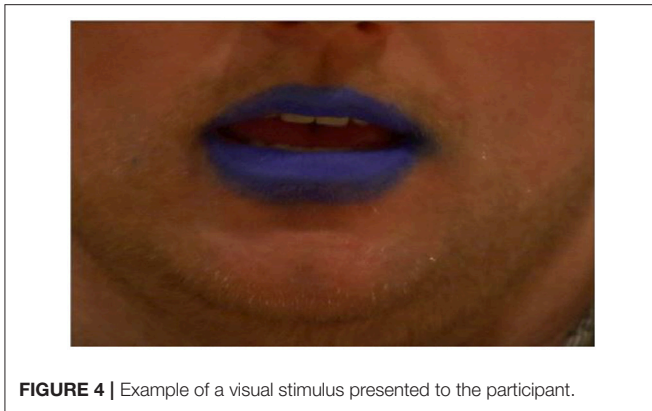 FIGURE 4 | Example of a visual stimulus presented to the participant.